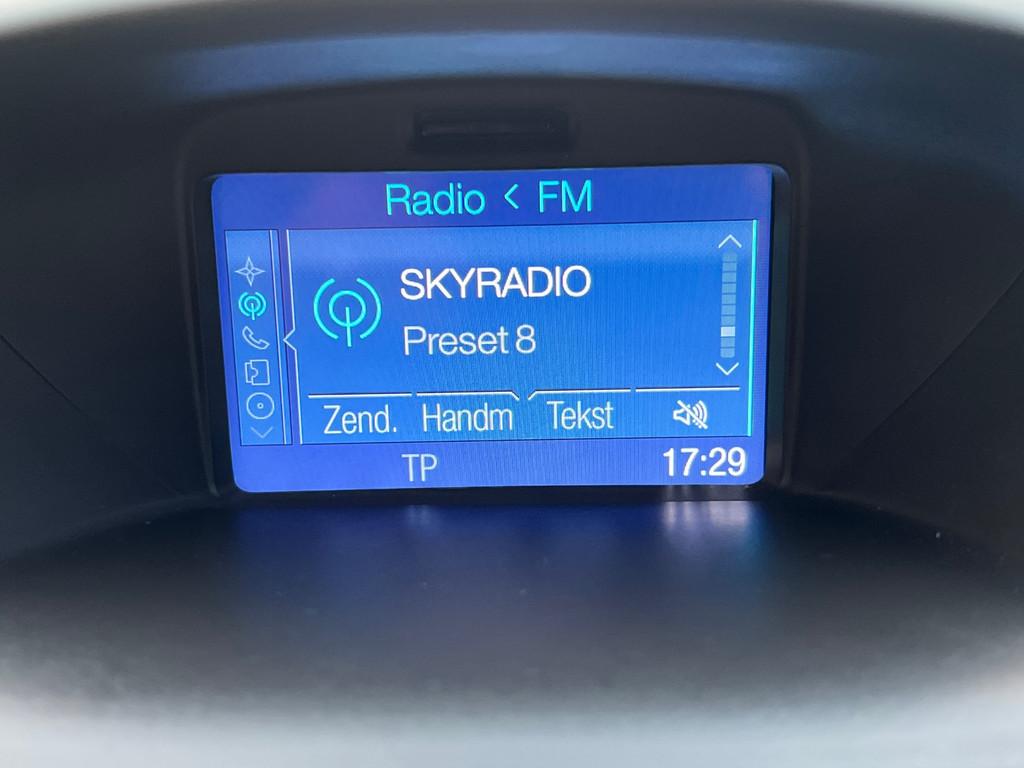 Radio < FM
SKYRADIO
Preset 8
Zend. Handm Tekst
TP 17:29